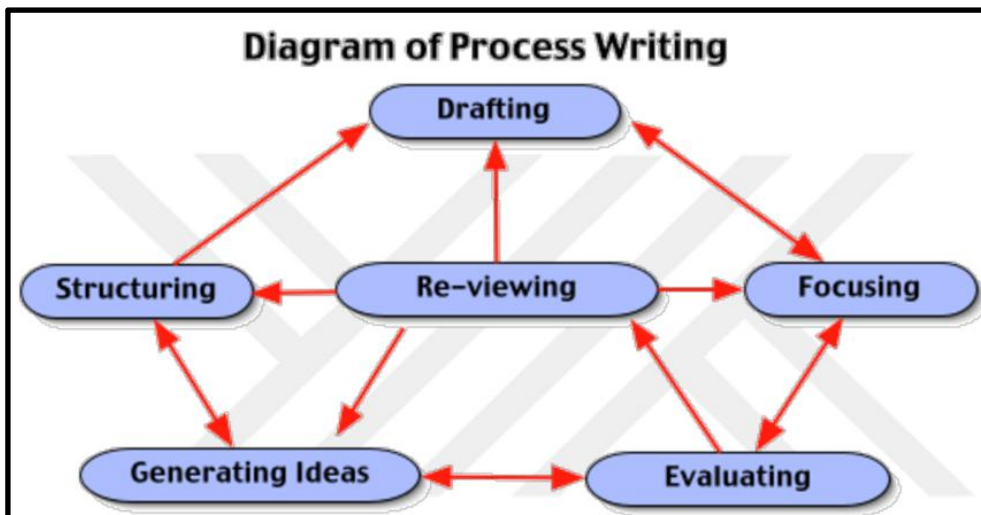 Diagram of Process Writing
Drafting
Structuring
Re-viewing
Focusing
Generating Ideas
Evaluating